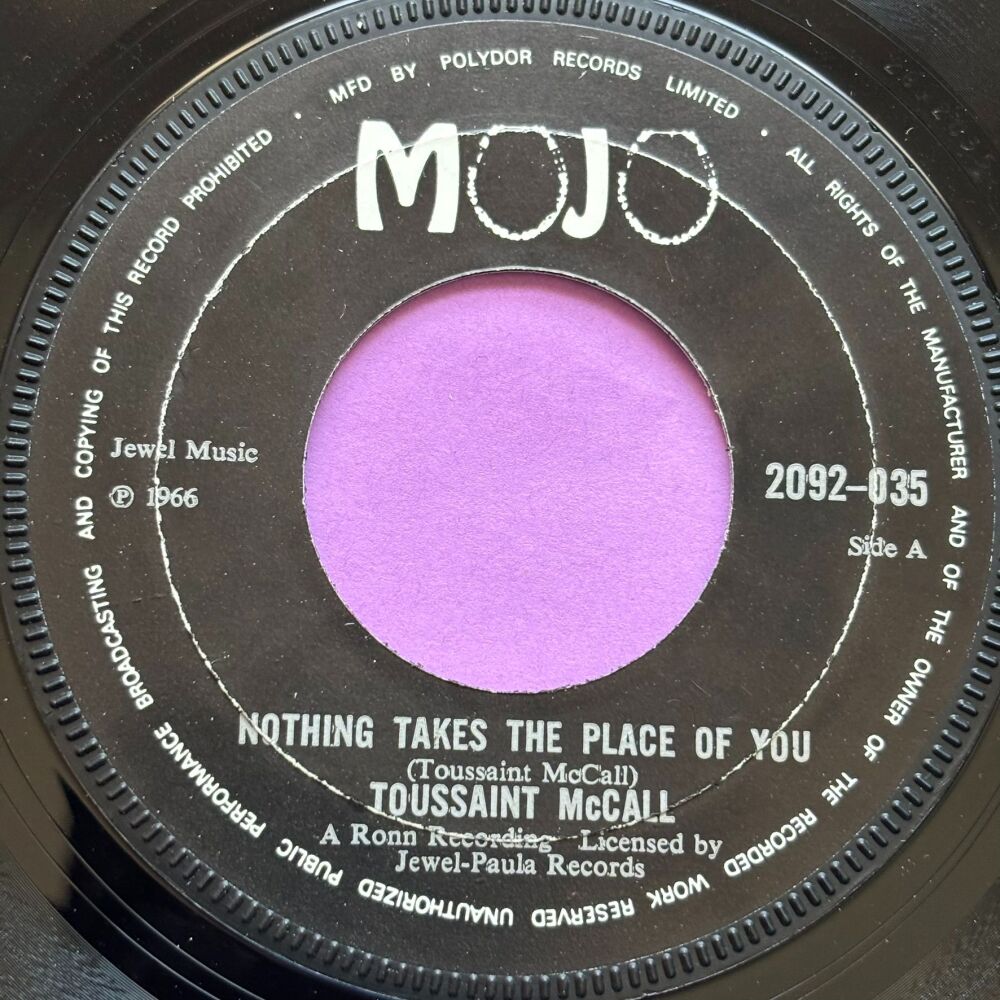 MFD BY POLYDOR RECORDS LIMITED • ALL RIGHTS OF THE MANUFACTURER AND OF THE OWNER OF THE RECORDED WORK RESERVED UNAUTHORIZED PUBLIC PERFORMANCE BROADCASTING AND COPYING OF THIS RECORD PROHIBITED •
MOJO
Jewel Music
℗ 1966
2092-035
Side A
NOTHING TAKES THE PLACE OF YOU
(Toussaint McCall)
TOUSSAINT McCALL
A Ronn Recording Licensed by
Jewel-Paula Records